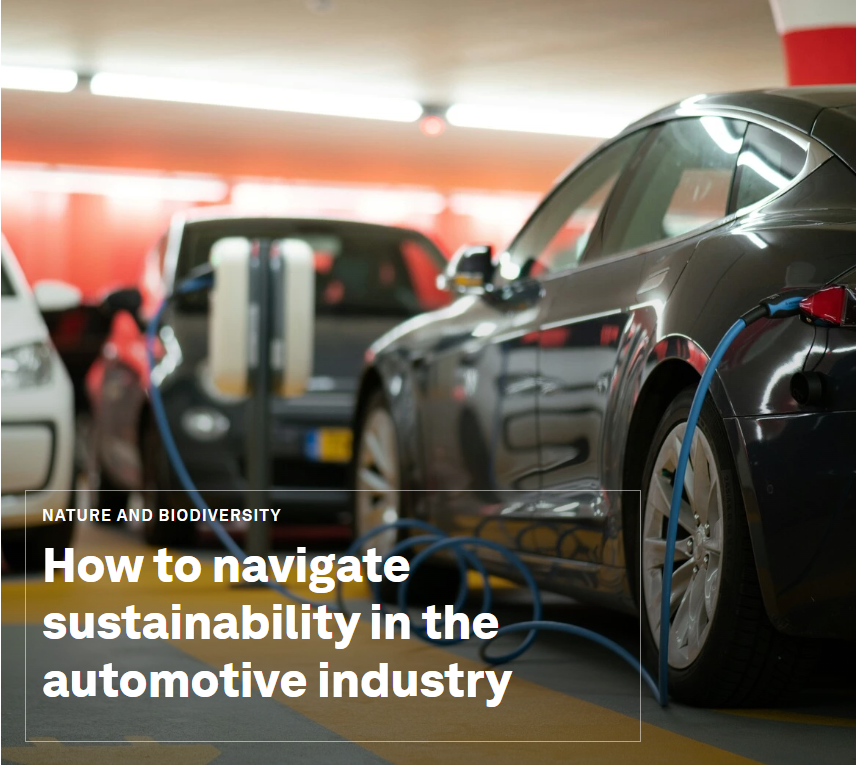 NATURE AND BIODIVERSITY
How to navigate
sustainability in the
automotive industry